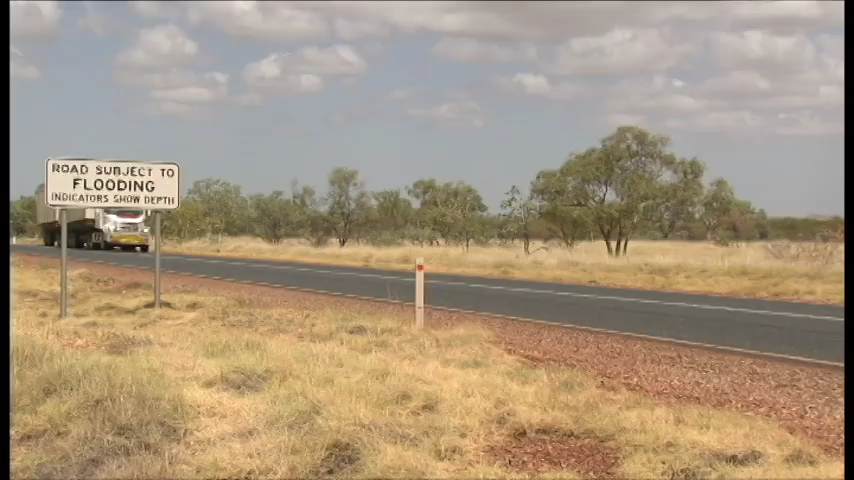 ROAD SUBJECT TO
FLOODING
INDICATORS SHOW DEPTH